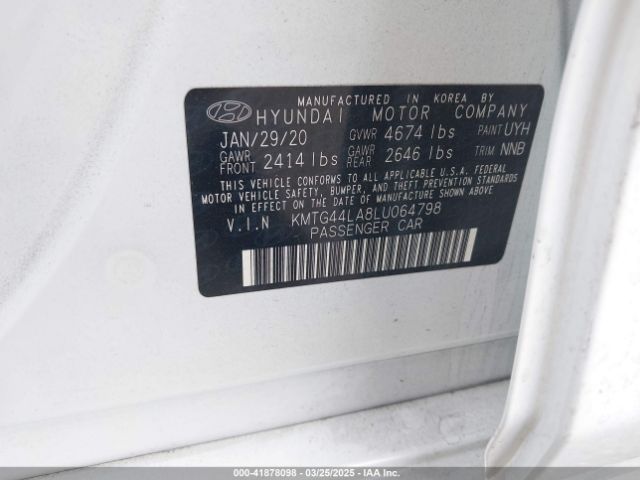 MANUFACTURED IN KOREA BY
HYUNDAI MOTOR COMPANY
JAN/29/20 GVWR 4674 lbs PAINT UYH
GAWR FRONT 2414 lbs GAWR REAR 2646 lbs TRIM NNB
THIS VEHICLE CONFORMS TO ALL APPLICABLE U.S.A. FEDERAL
MOTOR VEHICLE SAFETY, BUMPER, AND THEFT PREVENTION STANDARDS
IN EFFECT ON THE DATE OF MANUFACTURE SHOWN ABOVE.
V.I.N KMTG44LA8LU064798
PASSENGER CAR
000-41878098 - 03/25/2025 - IAA Inc.